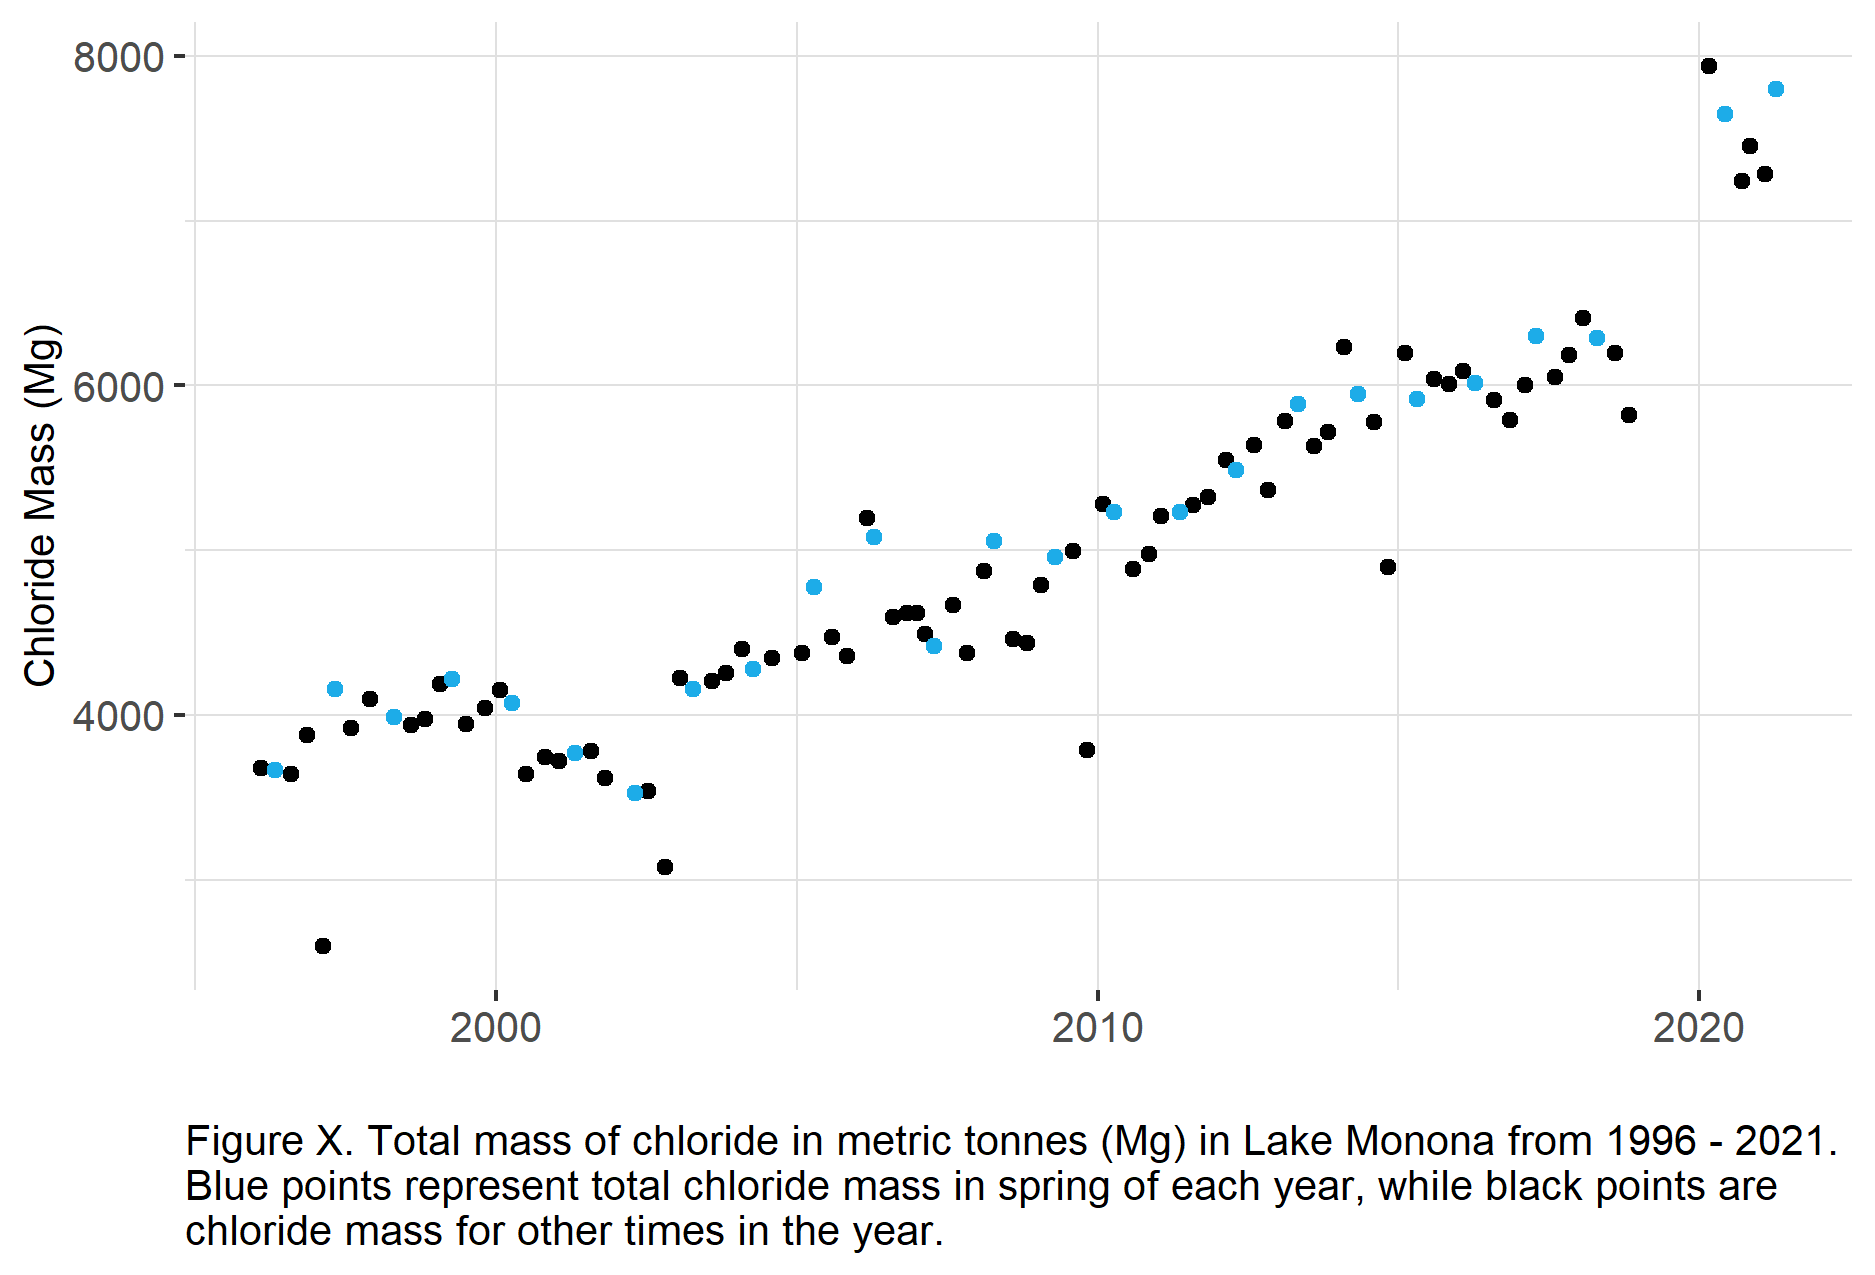 8000
6000
4000
Chloride Mass (Mg)
2000 2010 2020
Figure X. Total mass of chloride in metric tonnes (Mg) in Lake Monona from 1996 - 2021.
Blue points represent total chloride mass in spring of each year, while black points are
chloride mass for other times in the year.